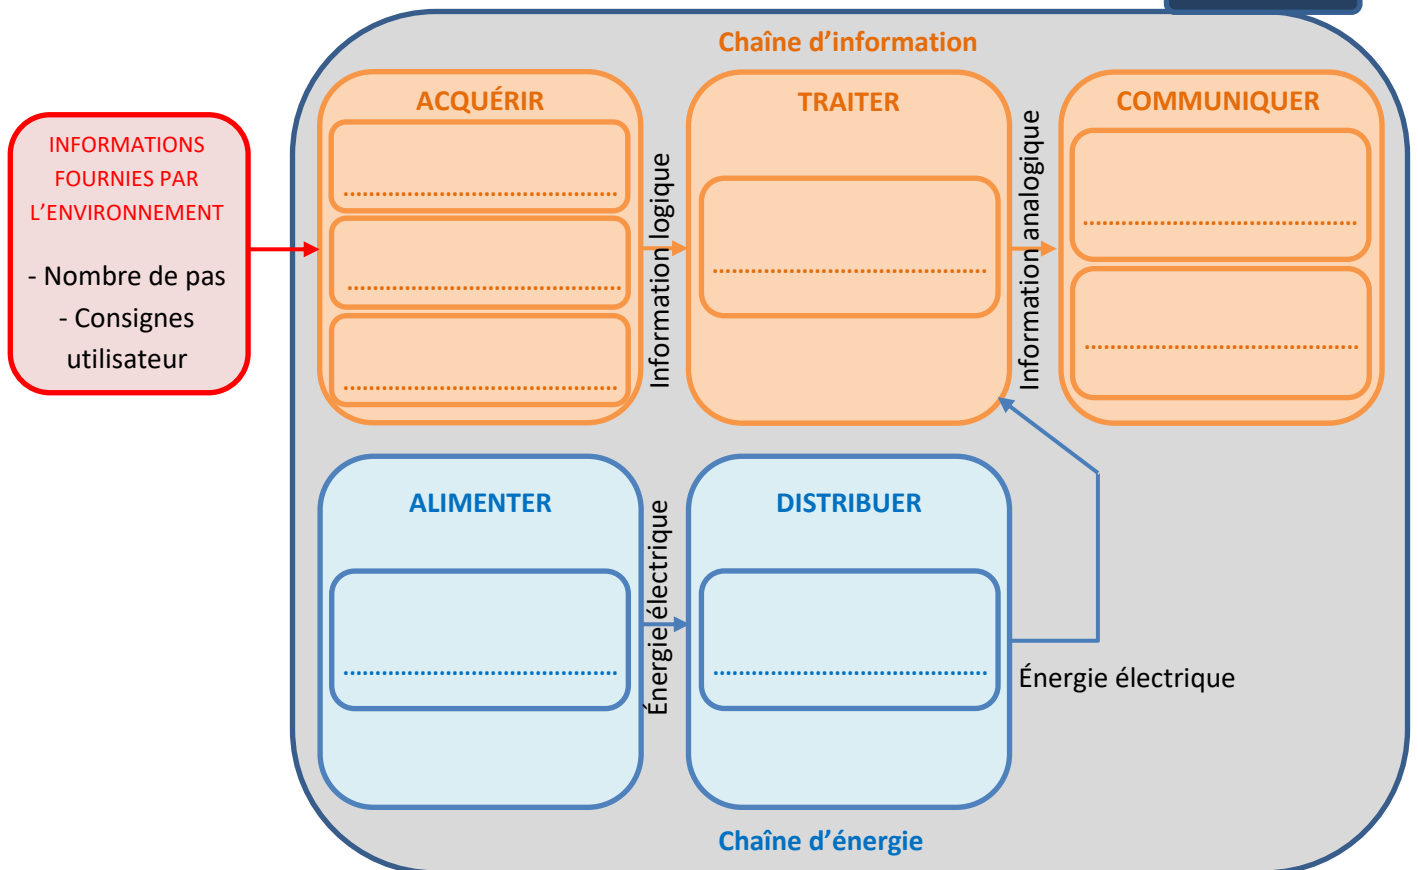 Chaîne d’information
INFORMATIONS
FOURNIES PAR
L’ENVIRONNEMENT
- Nombre de pas
- Consignes
utilisateur
ACQUÉRIR
.............................................
.............................................
.............................................
Information logique
TRAITER
.............................................
Information analogique
COMMUNIQUER
.............................................
.............................................
ALIMENTER
.............................................
Énergie électrique
DISTRIBUER
.............................................
Énergie électrique
Chaîne d’énergie